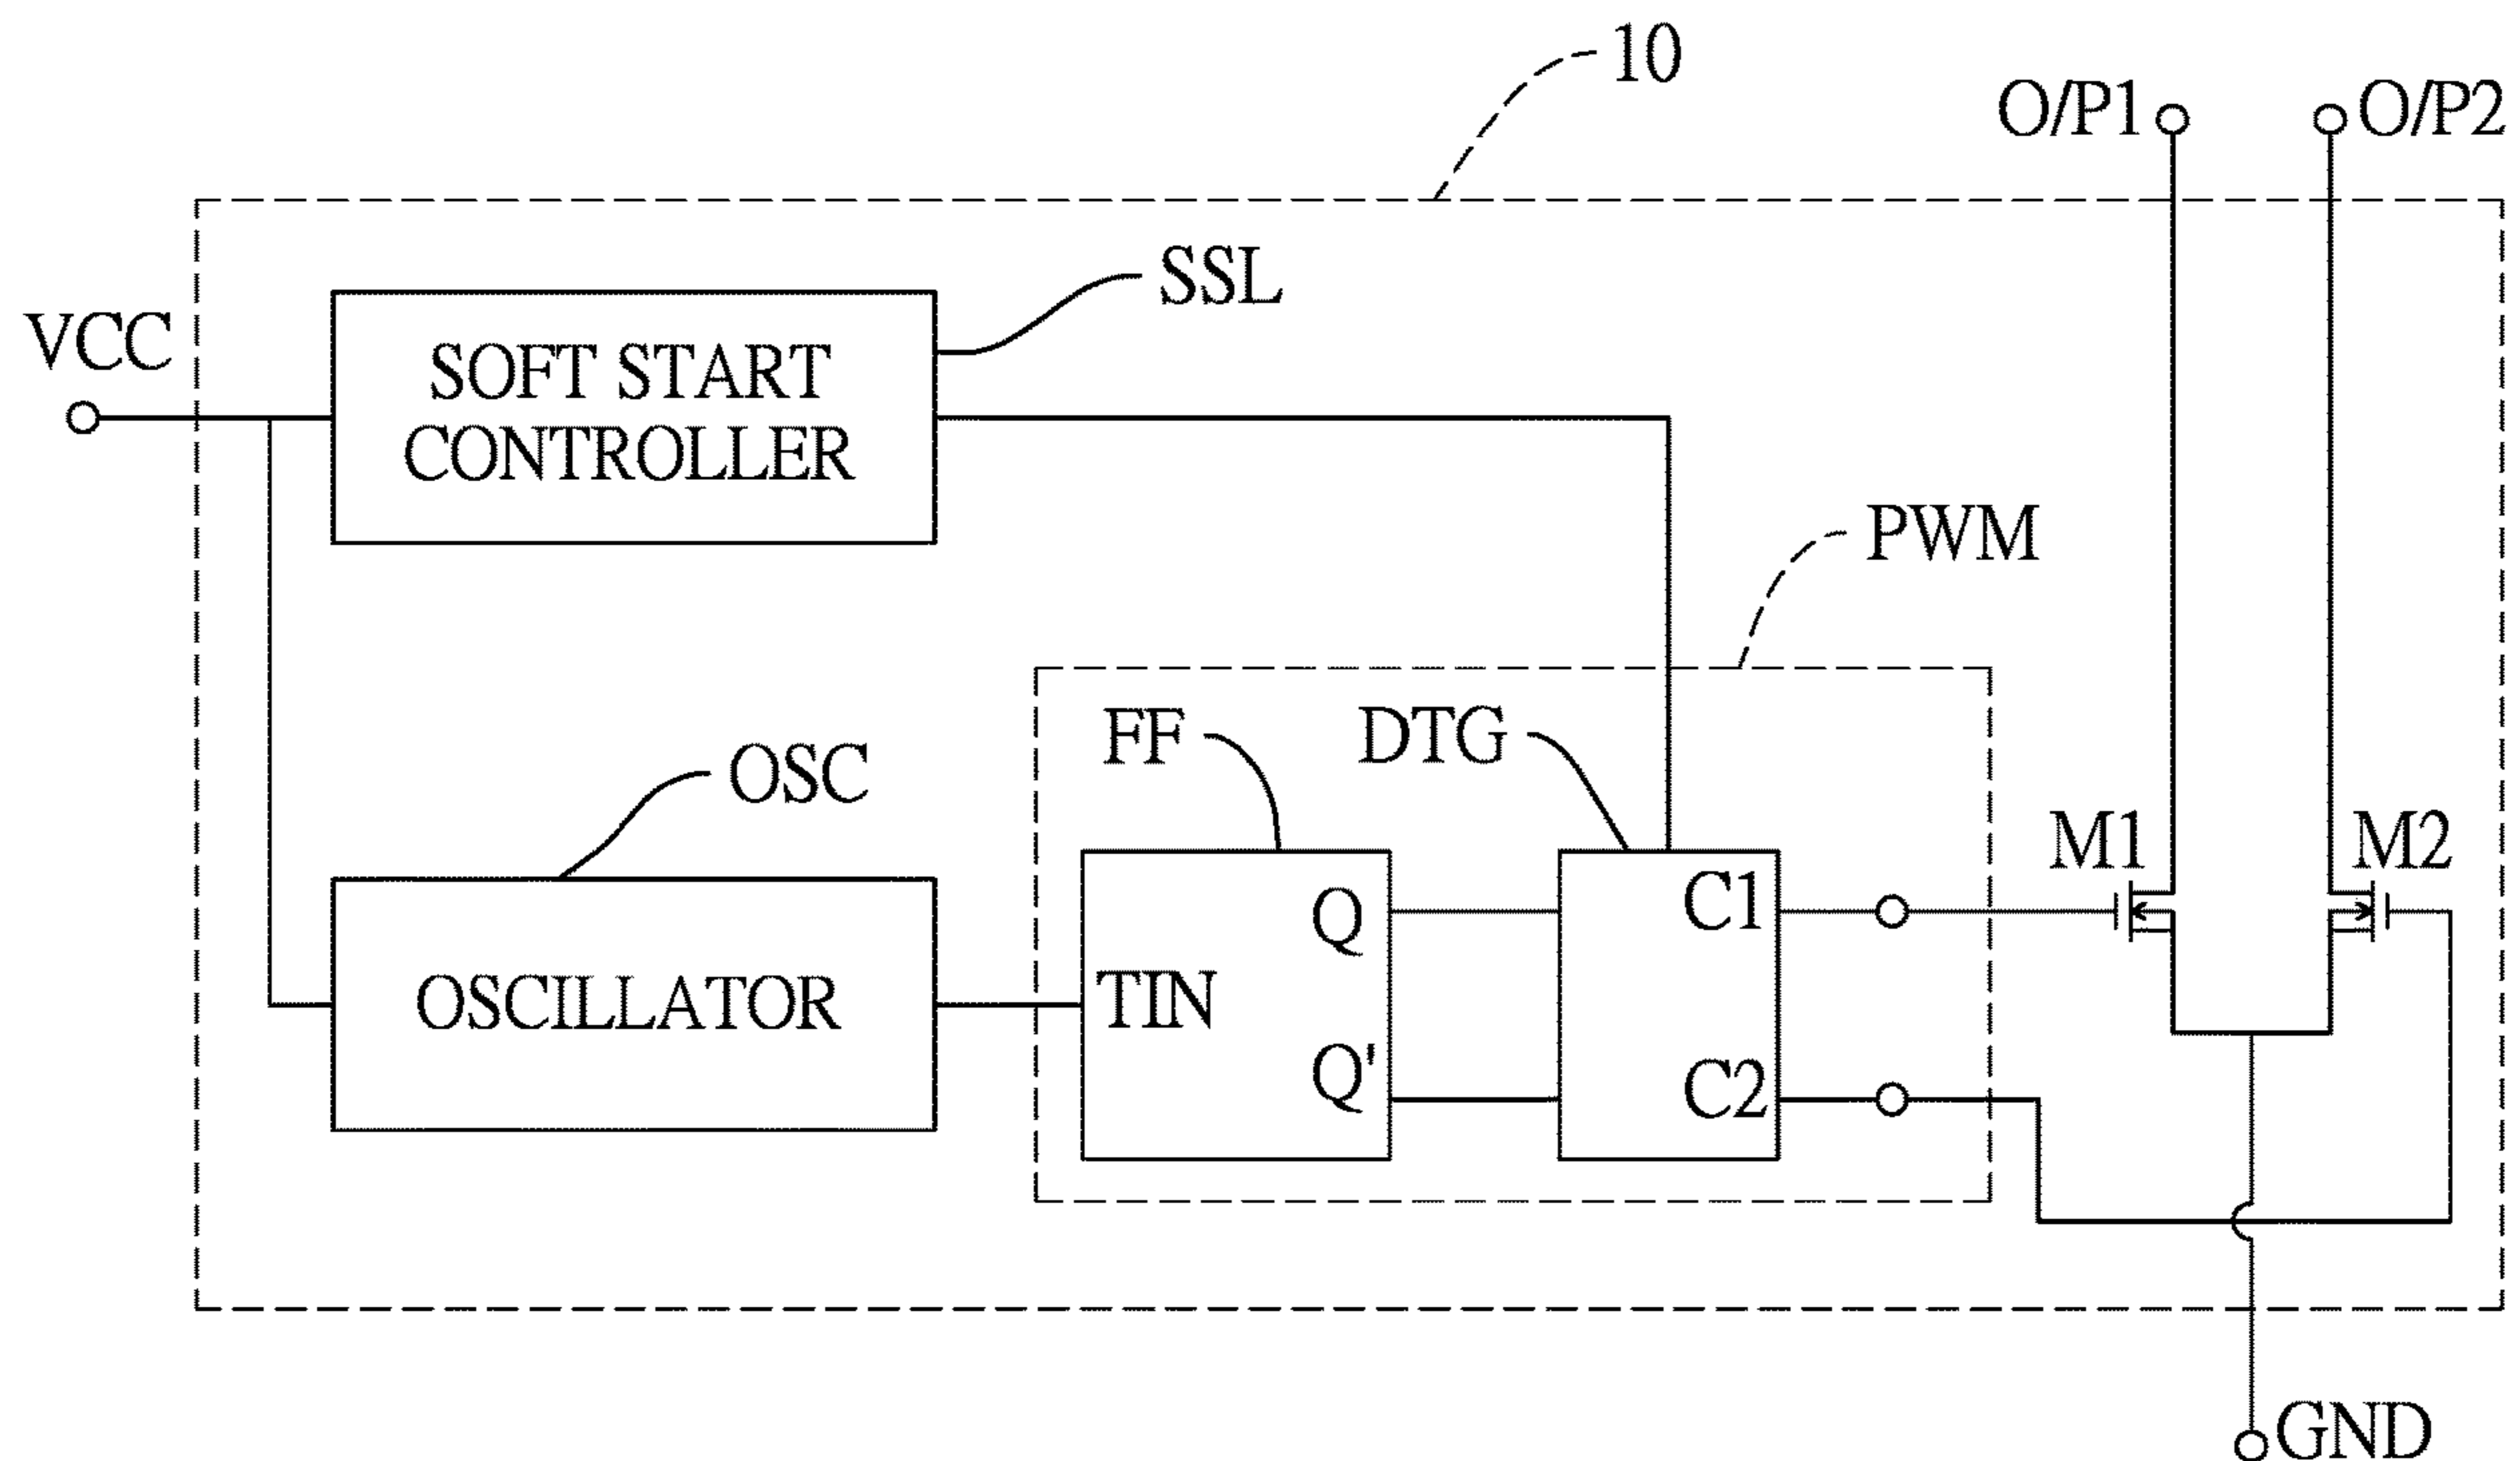 10
O/P1
O/P2
SSL
VCC
SOFT START
CONTROLLER
PWM
FF
DTG
OSC
M1
M2
Q
C1
TIN
OSCILLATOR
Q'
C2
GND